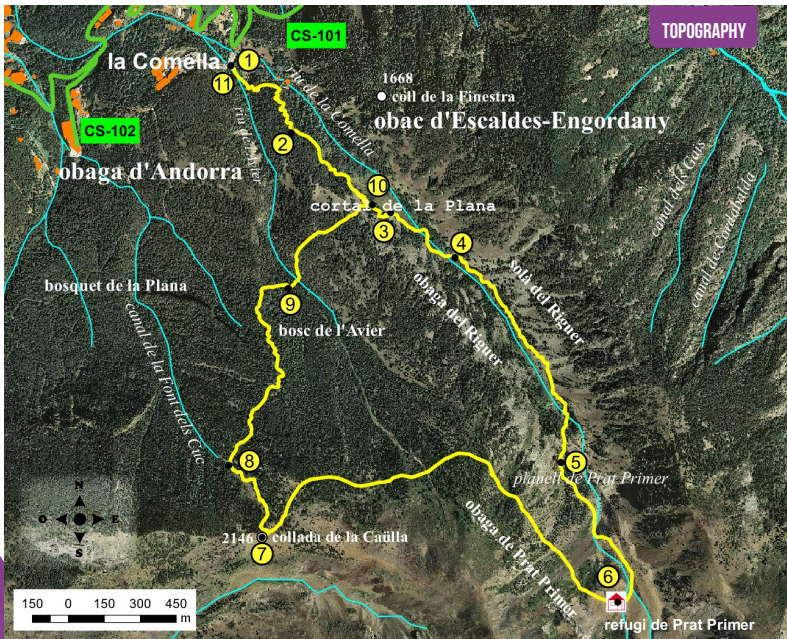 TOPOGRAPHY
CS-101
la Comella
1
11
riu de la Comella
1668
coll de la Finestra
obac d'Escaldes-Engordany
CS-102
2
riu de l'Avier
obaga d'Andorra
10
cortal de la Plana
3
4
canal dels Gais
canal de Cordabulda
solà del Riguer
obaga del Riguer
bosquet de la Plana
9
bosc de l'Avier
canal de la Font dels Cuc
8
5
planell de Prat Primer
N
O
E
S
2146
collada de la Caülla
7
obaga de Prat Primer
6
150 0 150 300 450
m
refugi de Prat Primer